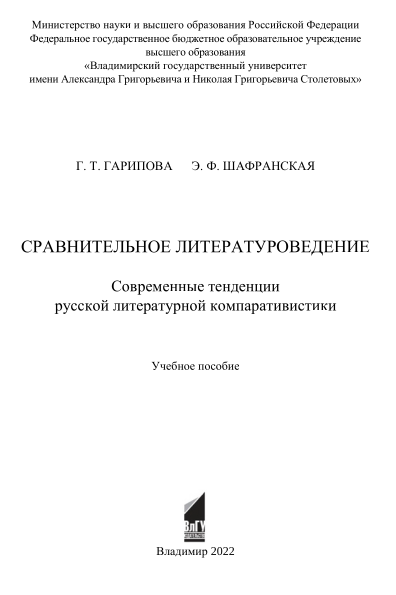 Министерство науки и высшего образования Российской Федерации
Федеральное государственное бюджетное образовательное учреждение
высшего образования
«Владимирский государственный университет
имени Александра Григорьевича и Николая Григорьевича Столетовых»
Г. Т. ГАРИПОВА Э. Ф. ШАФРАНСКАЯ
СРАВНИТЕЛЬНОЕ ЛИТЕРАТУРОВЕДЕНИЕ
Современные тенденции
русской литературной компаративистики
Учебное пособие
ВлГУ
Владимир 2022